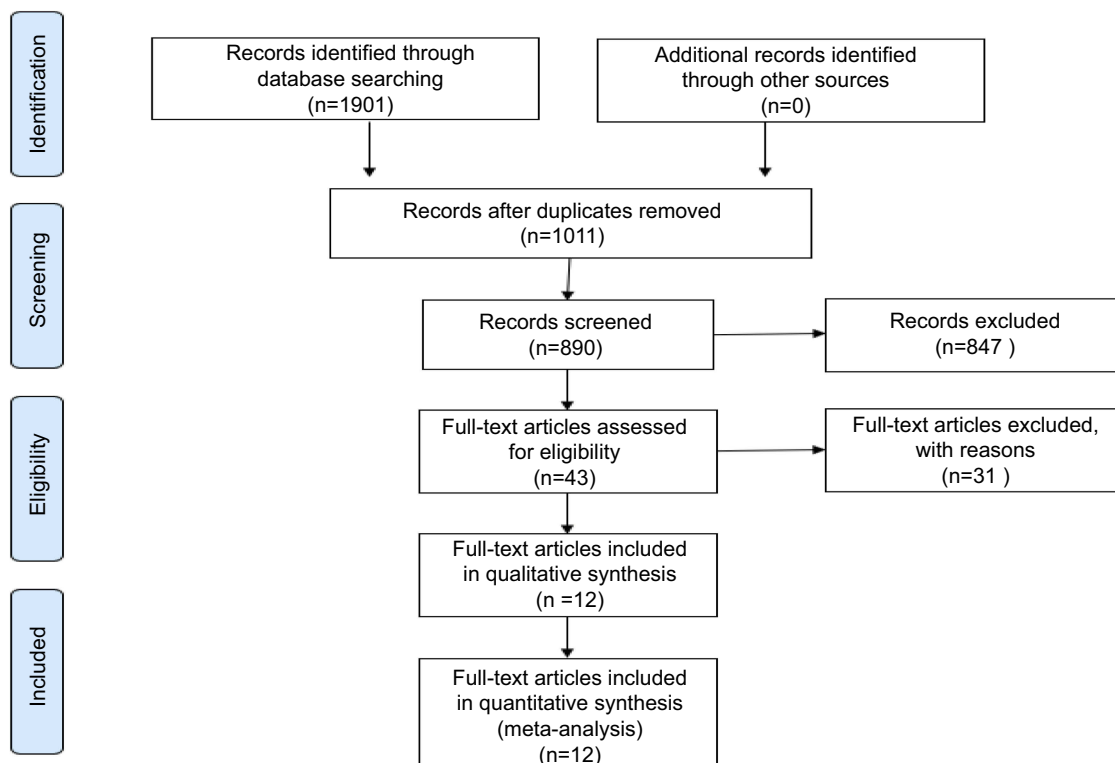 Identification
Records identified through
database searching
(n=1901)
Additional records identified
through other sources
(n=0)
Screening
Records after duplicates removed
(n=1011)
Records screened
(n=890)
Records excluded
(n=847 )
Eligibility
Full-text articles assessed
for eligibility
(n=43)
Full-text articles excluded,
with reasons
(n=31 )
Full-text articles included
in qualitative synthesis
(n =12)
Included
Full-text articles included
in quantitative synthesis
(meta-analysis)
(n=12)